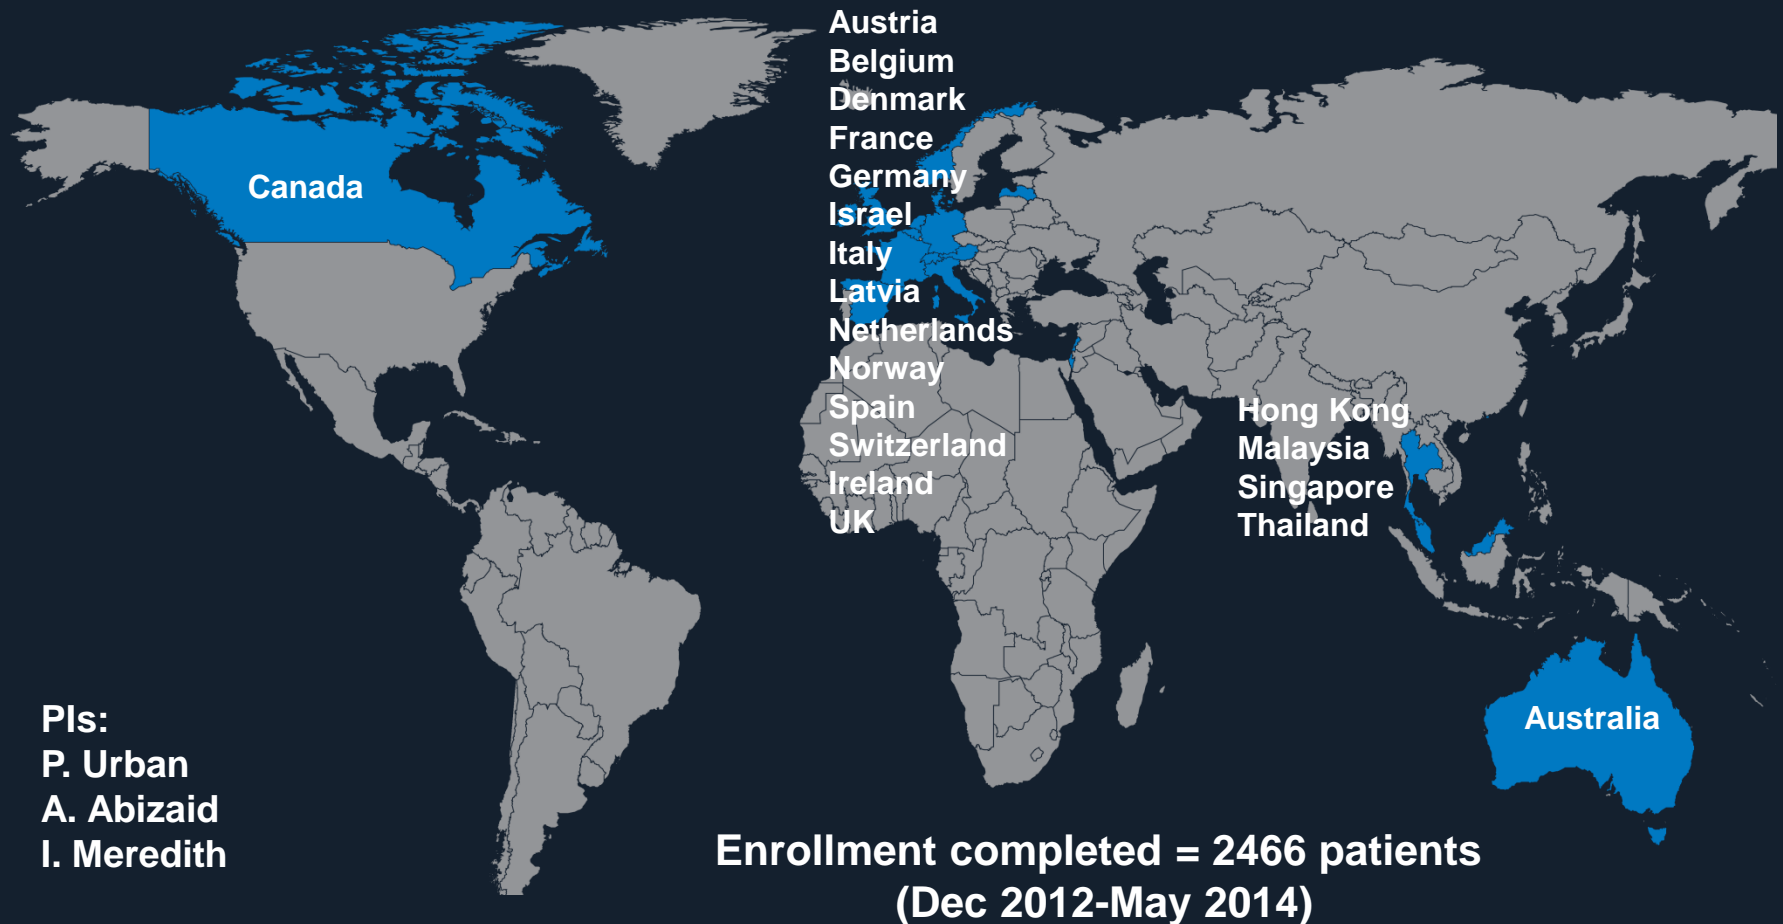 Canada
Austria
Belgium
Denmark
France
Germany
Israel
Italy
Latvia
Netherlands
Norway
Spain
Switzerland
Ireland
UK
Hong Kong
Malaysia
Singapore
Thailand
Australia
PIs:
P. Urban
A. Abizaid
I. Meredith
Enrollment completed = 2466 patients
(Dec 2012-May 2014)